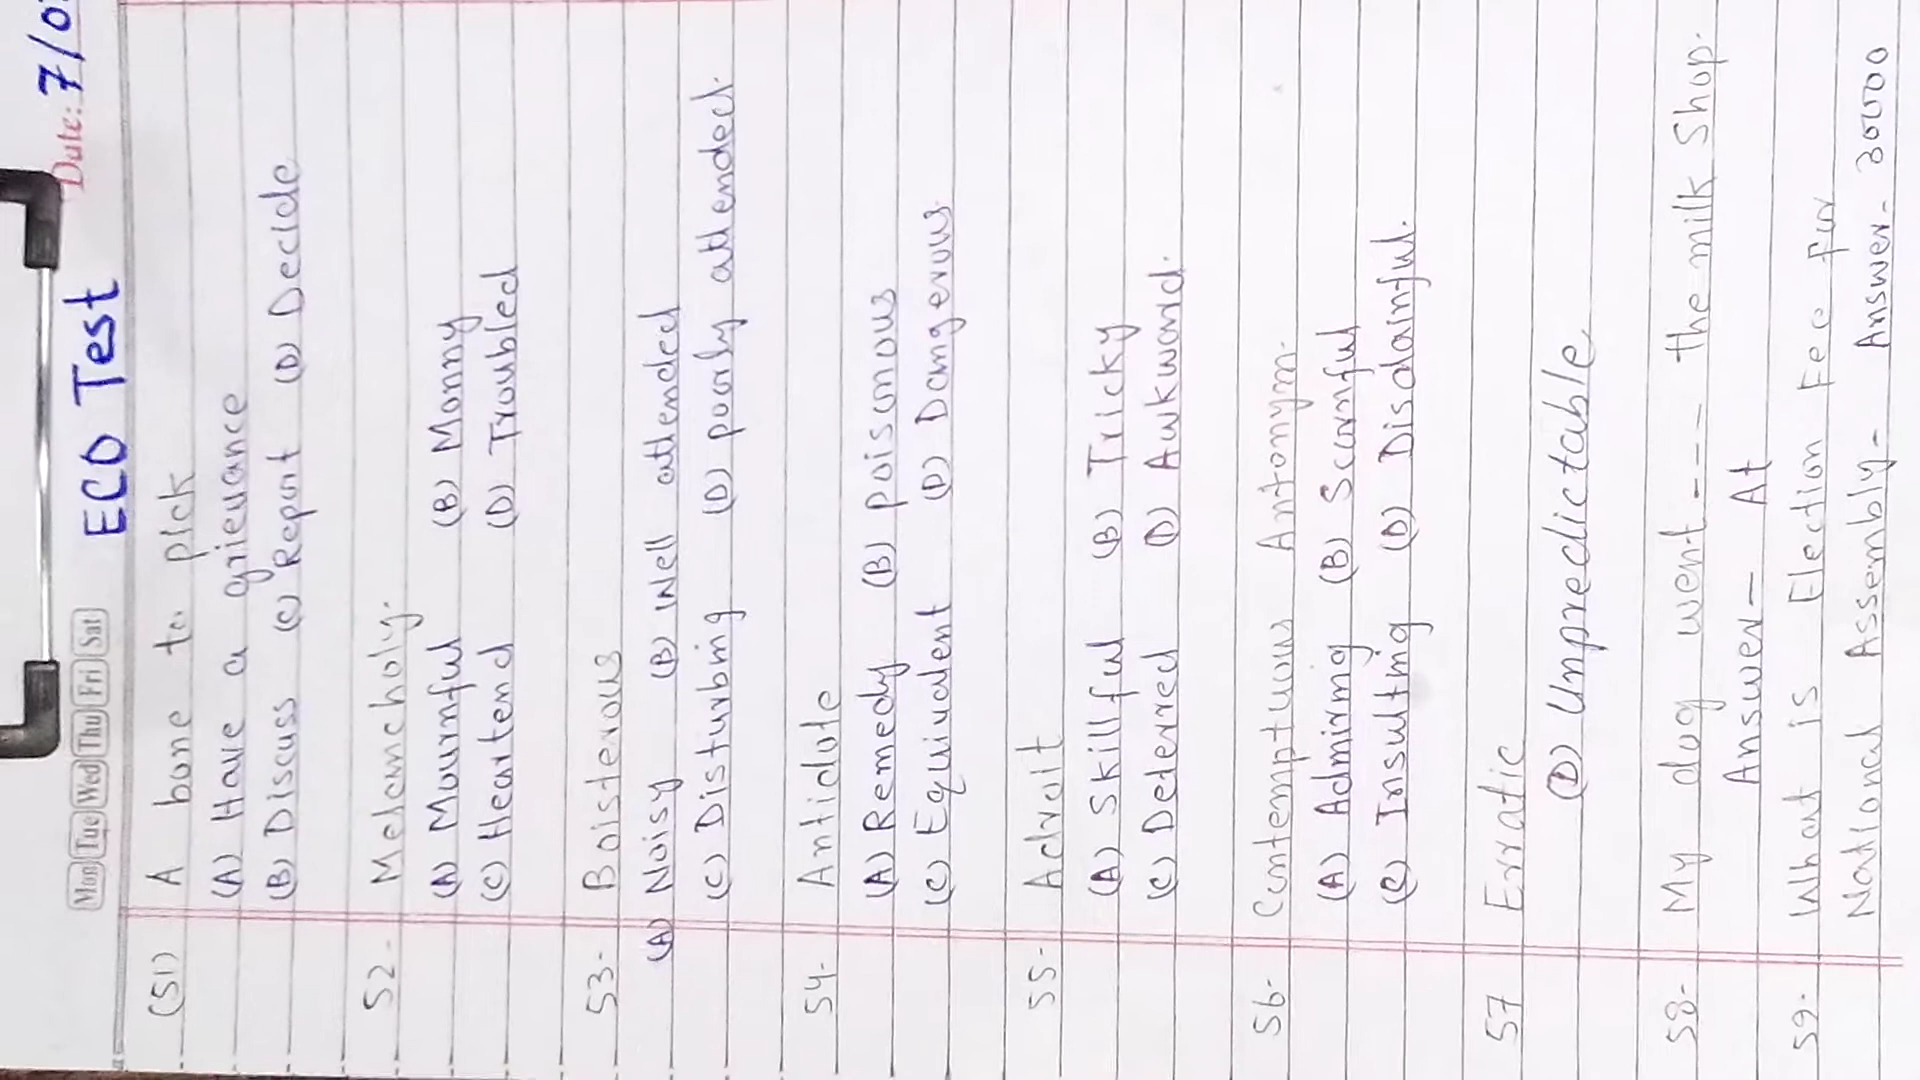 Mon Tue Wed Thu Fri Sat
Date: 7/0
ECO Test
(51) A bone to pick
(A) Have a grievance
(B) Discuss (C) Report (D) Decide
52- Melancholy.
(A) Mournful (B) Manny
(C) Heartend (D) Troubled
53- Boisterous
(A) Noisy (B) Well attended
(C) Disturbing (D) poorly attended.
54- Antidote
(A) Remedy (B) poisonous
(C) Equivalent (D) Dangerous.
55- Adroit
(A) Skillful (B) Tricky
(C) Deterred (D) Awkward.
56- Contemptuous Antonym.
(A) Admiring (B) Scornful
(C) Insulting (D) Disdainful.
57 Erratic
(D) Unpredictable
58- My dog went ---- the milk Shop.
Answer- At
59- What is Election Fee for
National Assembly- Answer- 30000